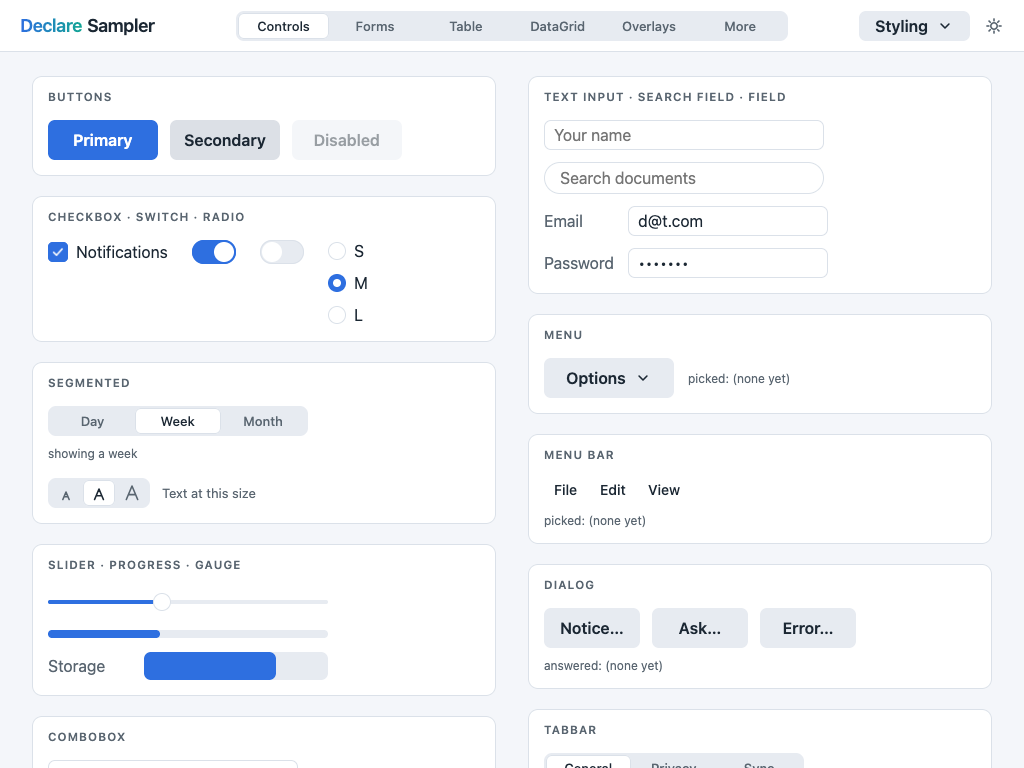 Declare Sampler
Controls Forms Table DataGrid Overlays More
Styling
BUTTONS
Primary Secondary Disabled
CHECKBOX · SWITCH · RADIO
Notifications
S
M
L
SEGMENTED
Day Week Month
showing a week
A A A Text at this size
SLIDER · PROGRESS · GAUGE
Storage
COMBOBOX
TEXT INPUT · SEARCH FIELD · FIELD
Your name
Search documents
Email d@t.com
Password •••••••
MENU
Options picked: (none yet)
MENU BAR
File Edit View
picked: (none yet)
DIALOG
Notice... Ask... Error...
answered: (none yet)
TABBAR
General Privacy Sync